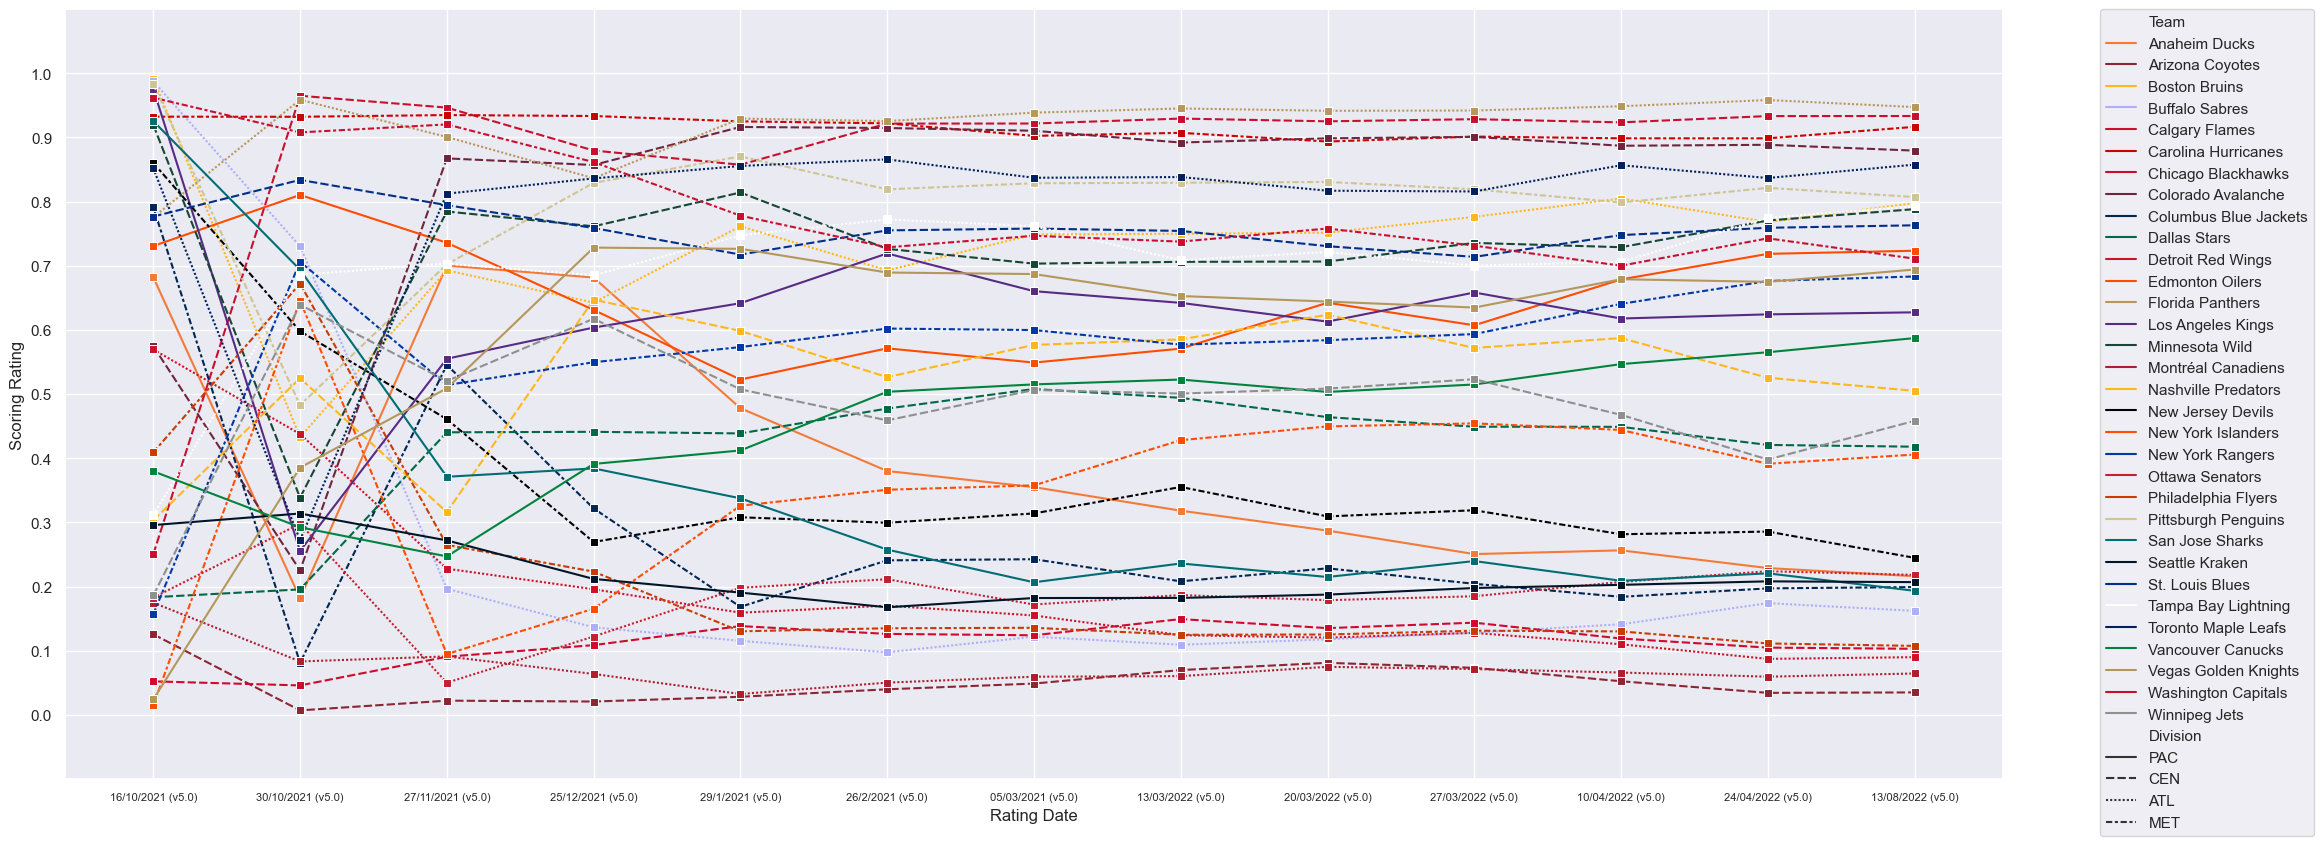 1.0
0.9
0.8
0.7
0.6
0.5
0.4
0.3
0.2
0.1
0.0
Scoring Rating
16/10/2021 (v5.0)
30/10/2021 (v5.0)
27/11/2021 (v5.0)
25/12/2021 (v5.0)
29/1/2021 (v5.0)
26/2/2021 (v5.0)
05/03/2021 (v5.0)
13/03/2022 (v5.0)
20/03/2022 (v5.0)
27/03/2022 (v5.0)
10/04/2022 (v5.0)
24/04/2022 (v5.0)
13/08/2022 (v5.0)
Rating Date
Team
Anaheim Ducks
Arizona Coyotes
Boston Bruins
Buffalo Sabres
Calgary Flames
Carolina Hurricanes
Chicago Blackhawks
Colorado Avalanche
Columbus Blue Jackets
Dallas Stars
Detroit Red Wings
Edmonton Oilers
Florida Panthers
Los Angeles Kings
Minnesota Wild
Montréal Canadiens
Nashville Predators
New Jersey Devils
New York Islanders
New York Rangers
Ottawa Senators
Philadelphia Flyers
Pittsburgh Penguins
San Jose Sharks
Seattle Kraken
St. Louis Blues
Tampa Bay Lightning
Toronto Maple Leafs
Vancouver Canucks
Vegas Golden Knights
Washington Capitals
Winnipeg Jets
Division
PAC
CEN
ATL
MET